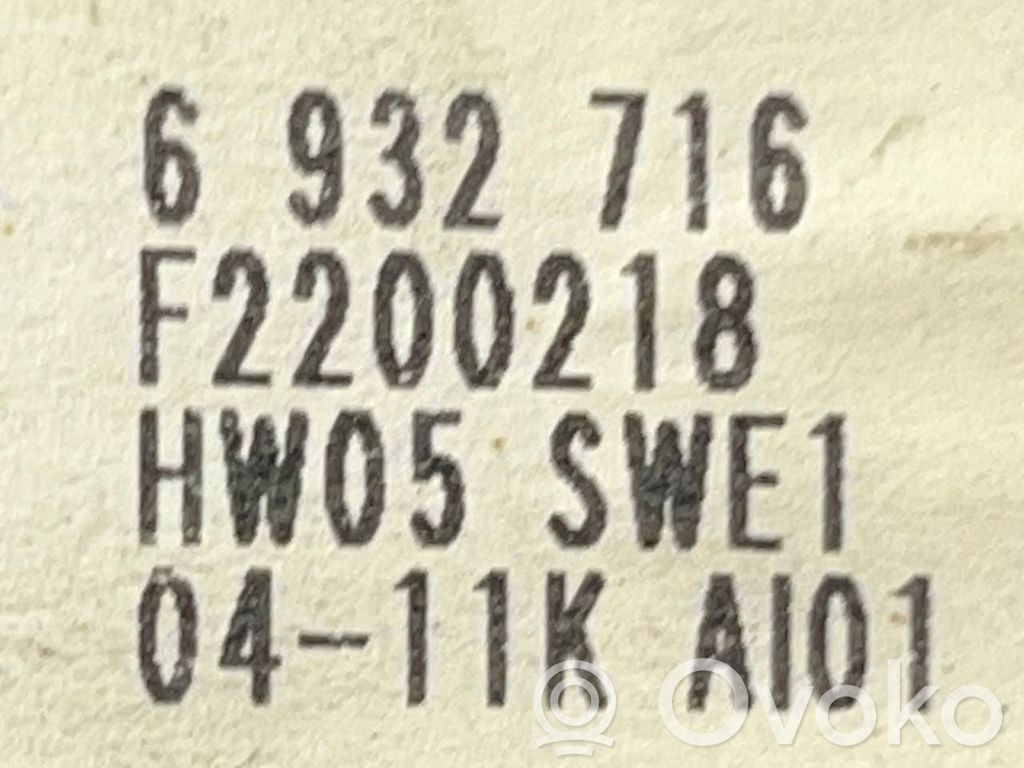 6 932 716
F2200218
HW05 SWE1
04-11K AI01
Ovoko